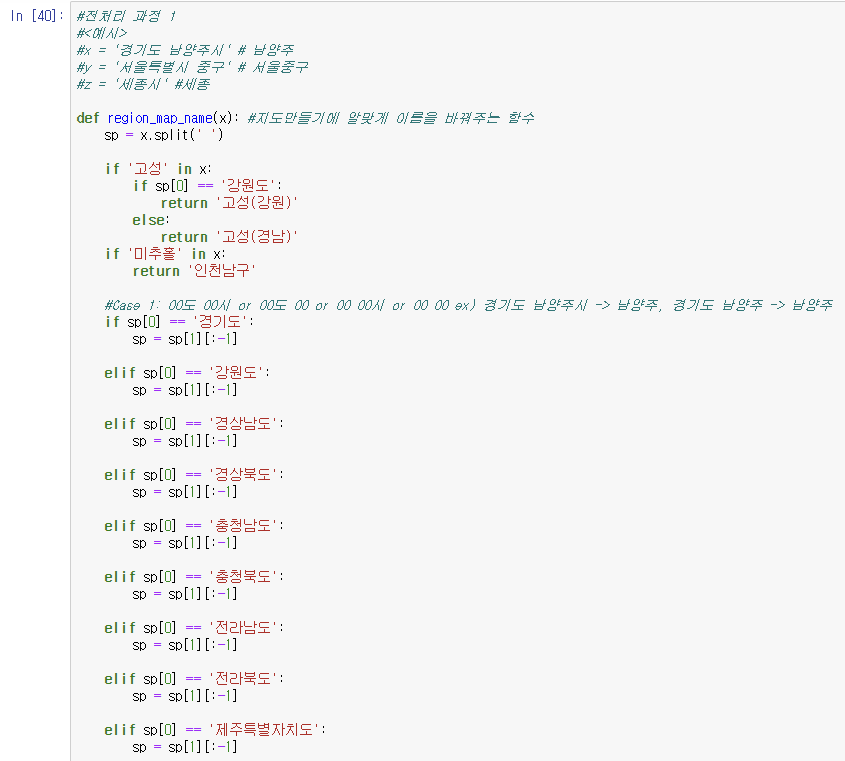 In [40]: #전처리 과정 1
#<예시>
#x = '경기도 남양주시' # 남양주
#y = '서울특별시 중구' # 서울중구
#z = '세종시' #세종
def region_map_name(x): #지도만들기에 알맞게 이름을 바꿔주는 함수
    sp = x.split(' ')
    if '고성' in x:
        if sp[0] == '강원도':
            return '고성(강원)'
        else:
            return '고성(경남)'
    if '미추홀' in x:
        return '인천남구'
    #Case 1: 00도 00시 or 00도 00 or 00 00시 or 00 00 ex) 경기도 남양주시 -> 남양주, 경기도 남양주 -> 남양주
    if sp[0] == '경기도':
        sp = sp[1][:-1]
    elif sp[0] == '강원도':
        sp = sp[1][:-1]
    elif sp[0] == '경상남도':
        sp = sp[1][:-1]
    elif sp[0] == '경상북도':
        sp = sp[1][:-1]
    elif sp[0] == '충청남도':
        sp = sp[1][:-1]
    elif sp[0] == '충청북도':
        sp = sp[1][:-1]
    elif sp[0] == '전라남도':
        sp = sp[1][:-1]
    elif sp[0] == '전라북도':
        sp = sp[1][:-1]
    elif sp[0] == '제주특별자치도':
        sp = sp[1][:-1]